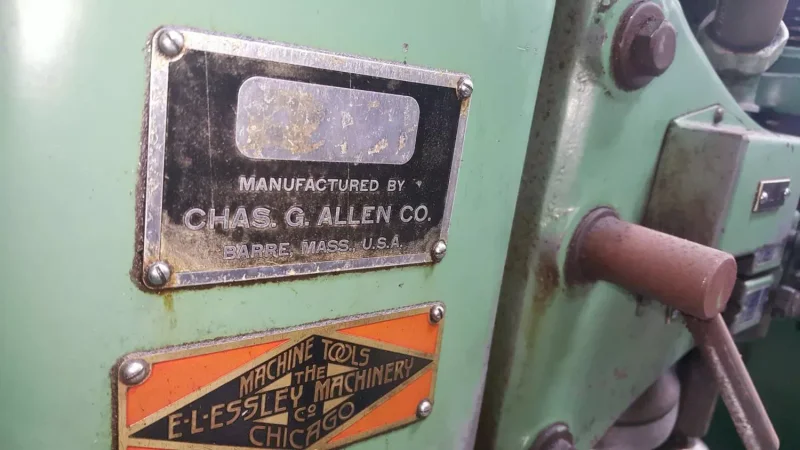 MANUFACTURED BY
CHAS. G. ALLEN CO.
BARRE, MASS., U.S.A.
MACHINE TOOLS
THE
E·L·ESSLEY MACHINERY
CO
CHICAGO